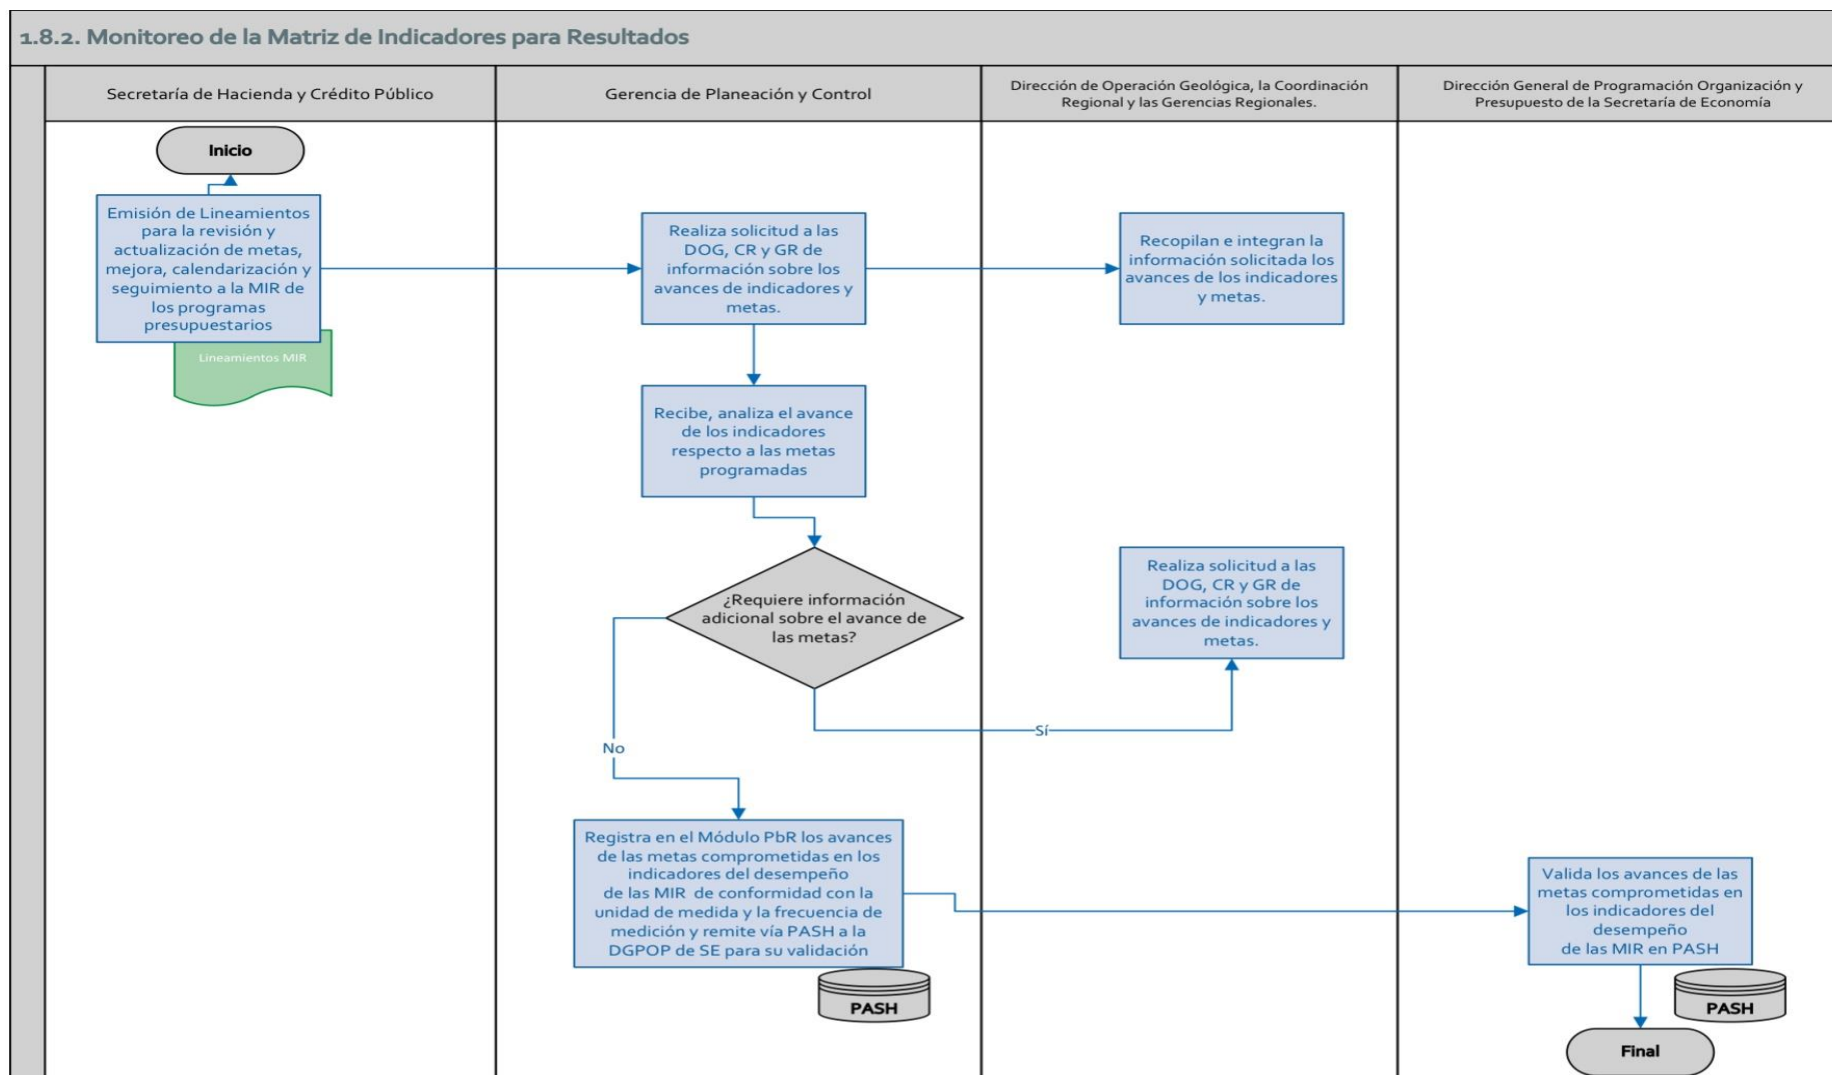 1.8.2. Monitoreo de la Matriz de Indicadores para Resultados
Secretaría de Hacienda y Crédito Público
Gerencia de Planeación y Control
Dirección de Operación Geológica, la Coordinación
Regional y las Gerencias Regionales.
Dirección General de Programación Organización y
Presupuesto de la Secretaría de Economía
Inicio
Emisión de Lineamientos
para la revisión y
actualización de metas,
mejora, calendarización y
seguimiento a la MIR de
los programas
presupuestarios
Lineamientos MIR
Realiza solicitud a las
DOG, CR y GR de
información sobre los
avances de indicadores y
metas.
Recopilan e integran la
información solicitada los
avances de los indicadores
y metas.
Recibe, analiza el avance
de los indicadores
respecto a las metas
programadas
¿Requiere información
adicional sobre el avance de
las metas?
Realiza solicitud a las
DOG, CR y GR de
información sobre los
avances de indicadores y
metas.
Sí
No
Registra en el Módulo PbR los avances
de las metas comprometidas en los
indicadores del desempeño
de las MIR de conformidad con la
unidad de medida y la frecuencia de
medición y remite vía PASH a la
DGPOP de SE para su validación
PASH
Valida los avances de las
metas comprometidas en
los indicadores del
desempeño
de las MIR en PASH
PASH
Final